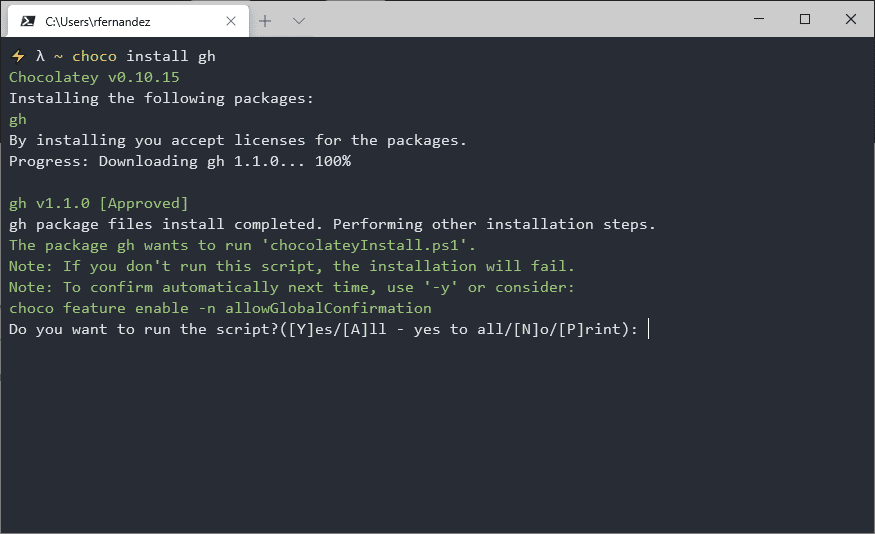 C:\Users\rfernandez
⚡ λ ~ choco install gh
Chocolatey v0.10.15
Installing the following packages:
gh
By installing you accept licenses for the packages.
Progress: Downloading gh 1.1.0... 100%
gh v1.1.0 [Approved]
gh package files install completed. Performing other installation steps.
The package gh wants to run 'chocolateyInstall.ps1'.
Note: If you don't run this script, the installation will fail.
Note: To confirm automatically next time, use '-y' or consider:
choco feature enable -n allowGlobalConfirmation
Do you want to run the script?([Y]es/[A]ll - yes to all/[N]o/[P]rint):